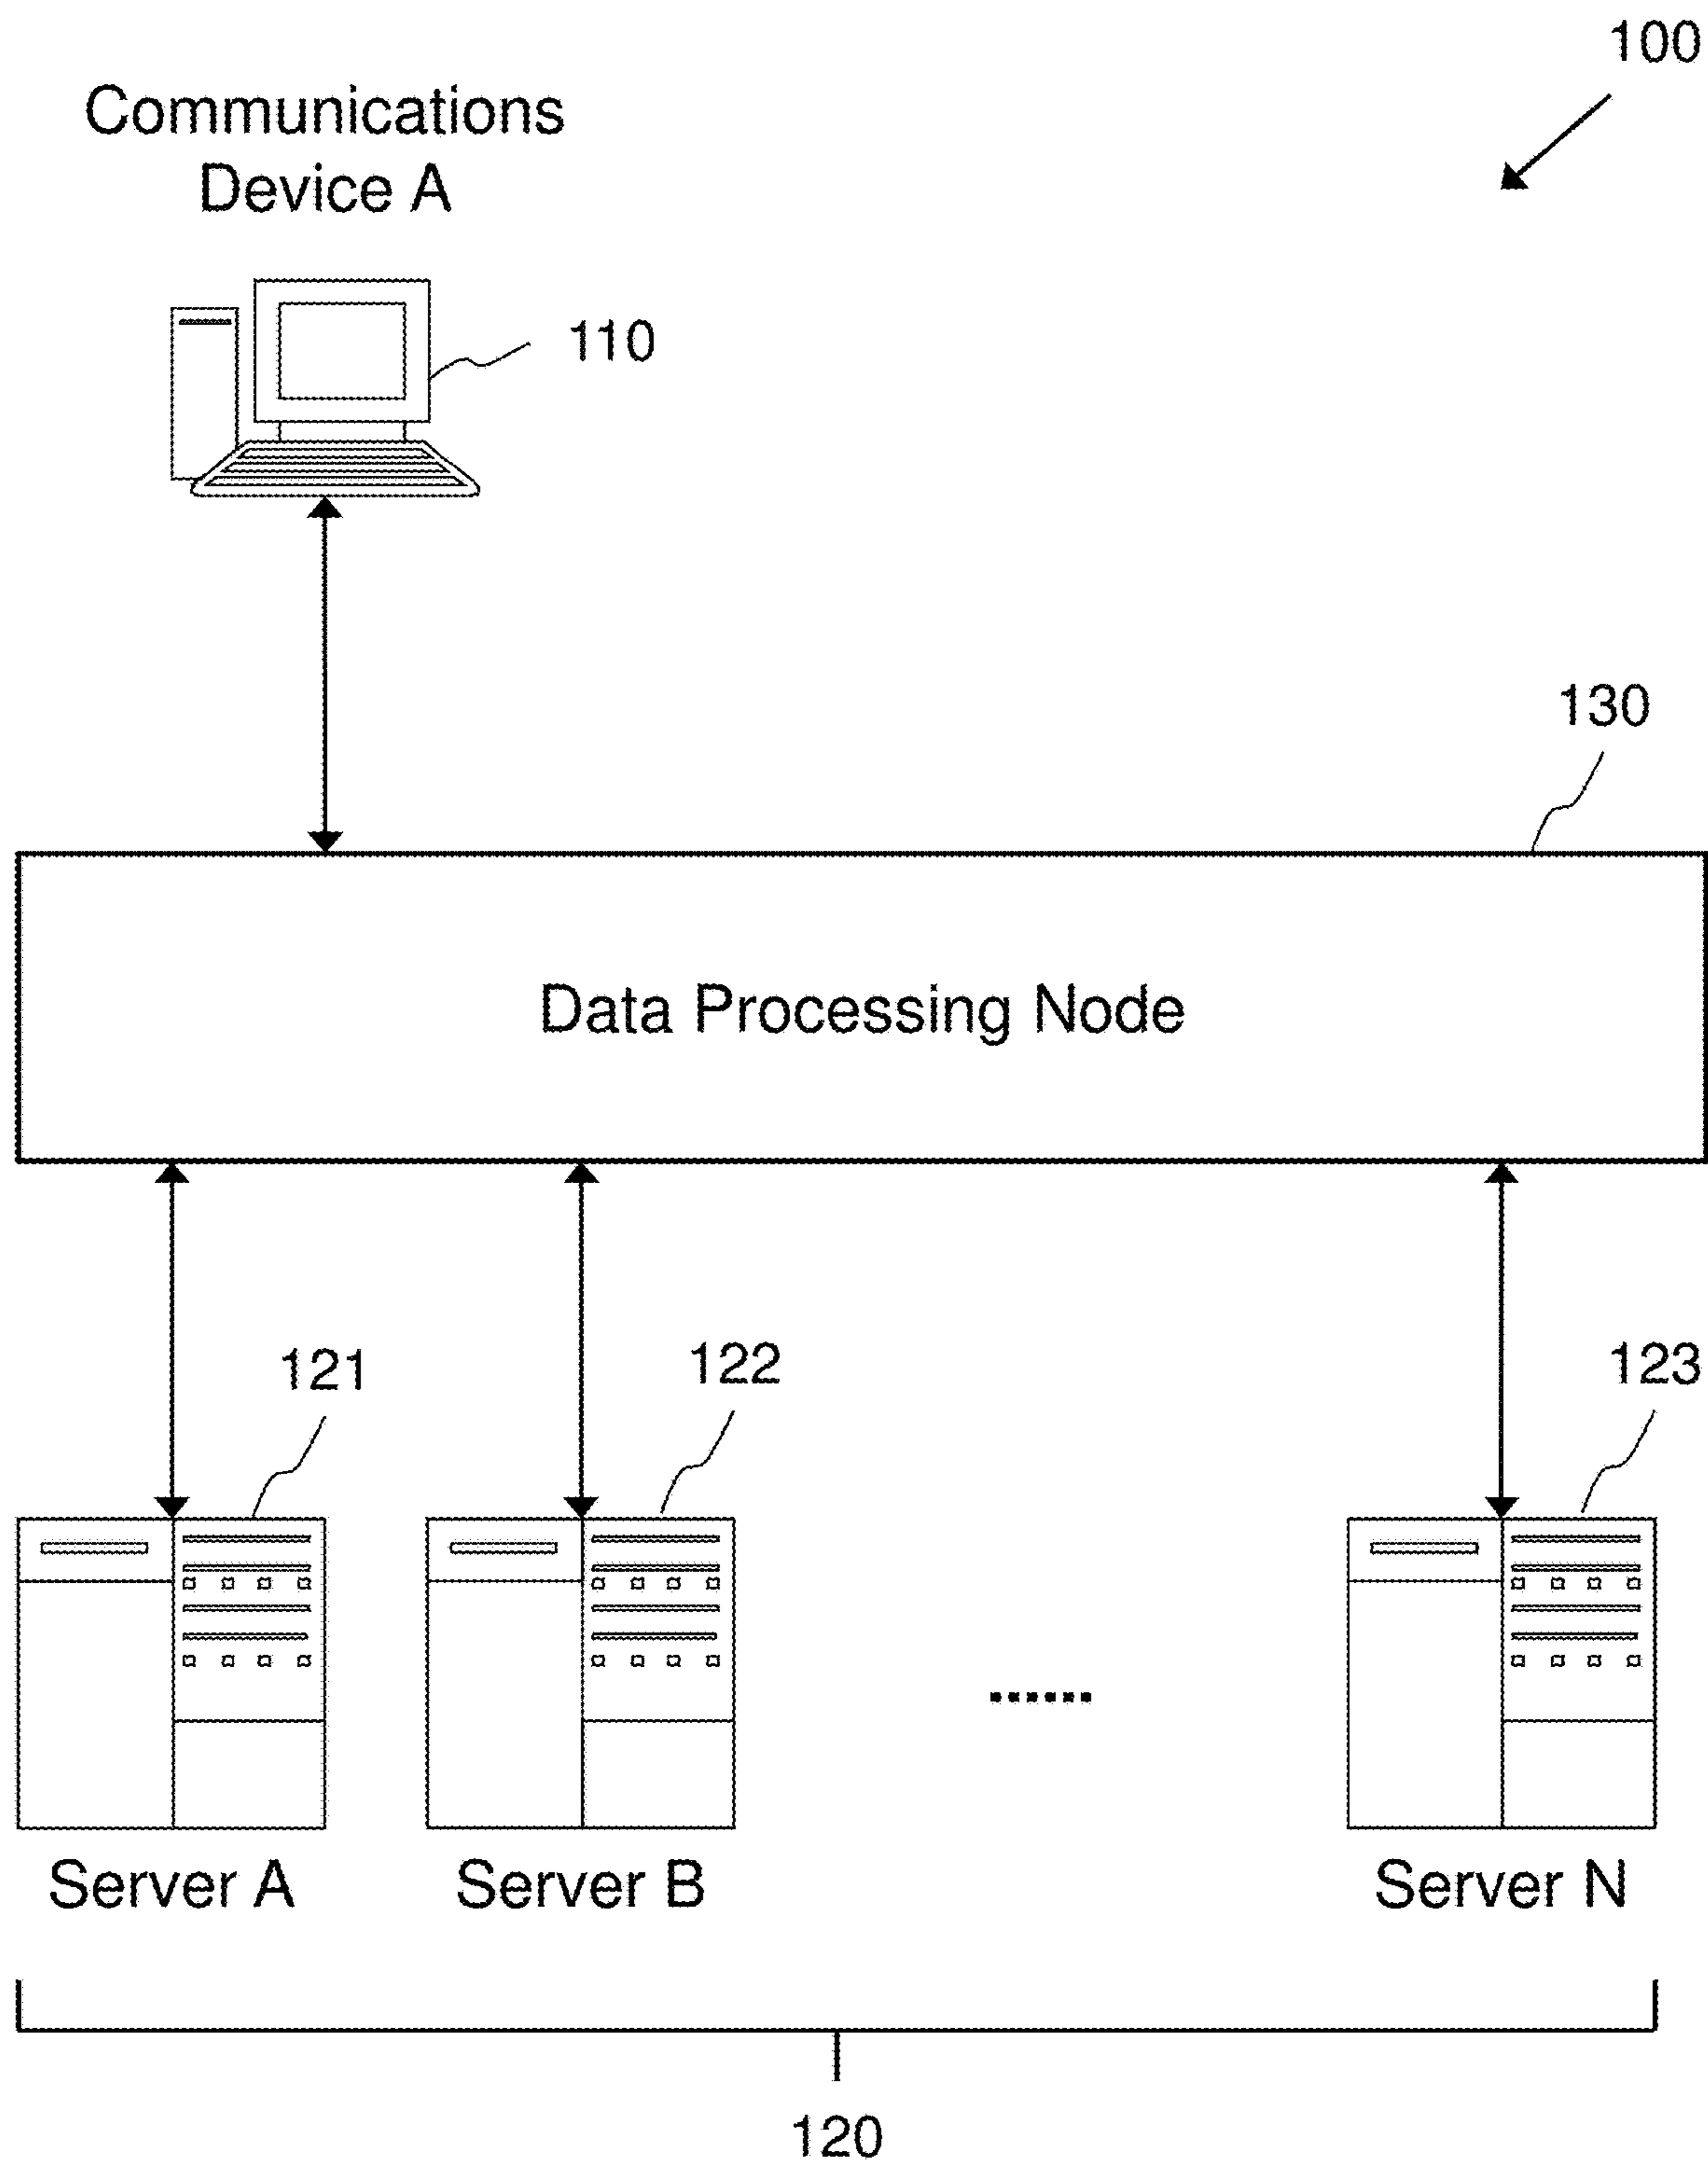 100
Communications
Device A
110
130
Data Processing Node
121
122
123
Server A
Server B
......
Server N
120